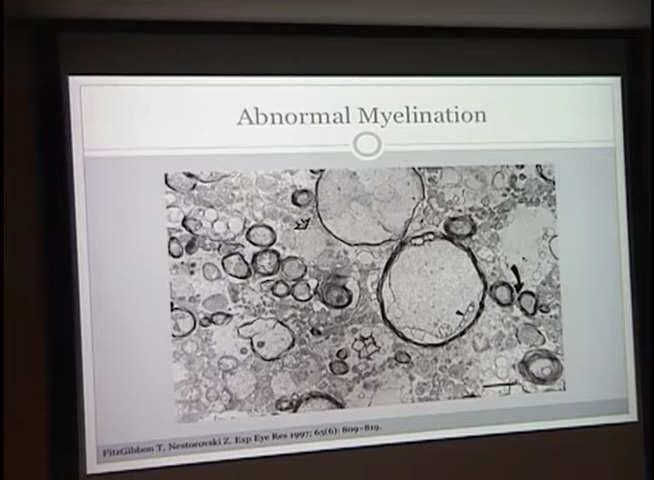 Abnormal Myelination
FitzGibbon T, Nestorovski Z. Exp Eye Res 1997; 65(6): 809–819.